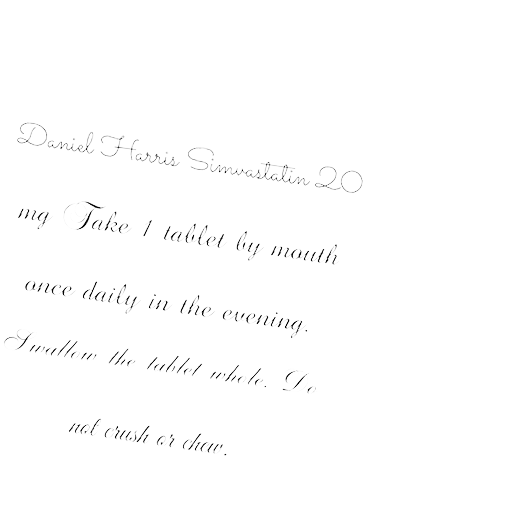 Daniel Harris Simvastatin 20
mg Take 1 tablet by mouth
once daily in the evening.
Swallow the tablet whole. Do
not crush or chew.